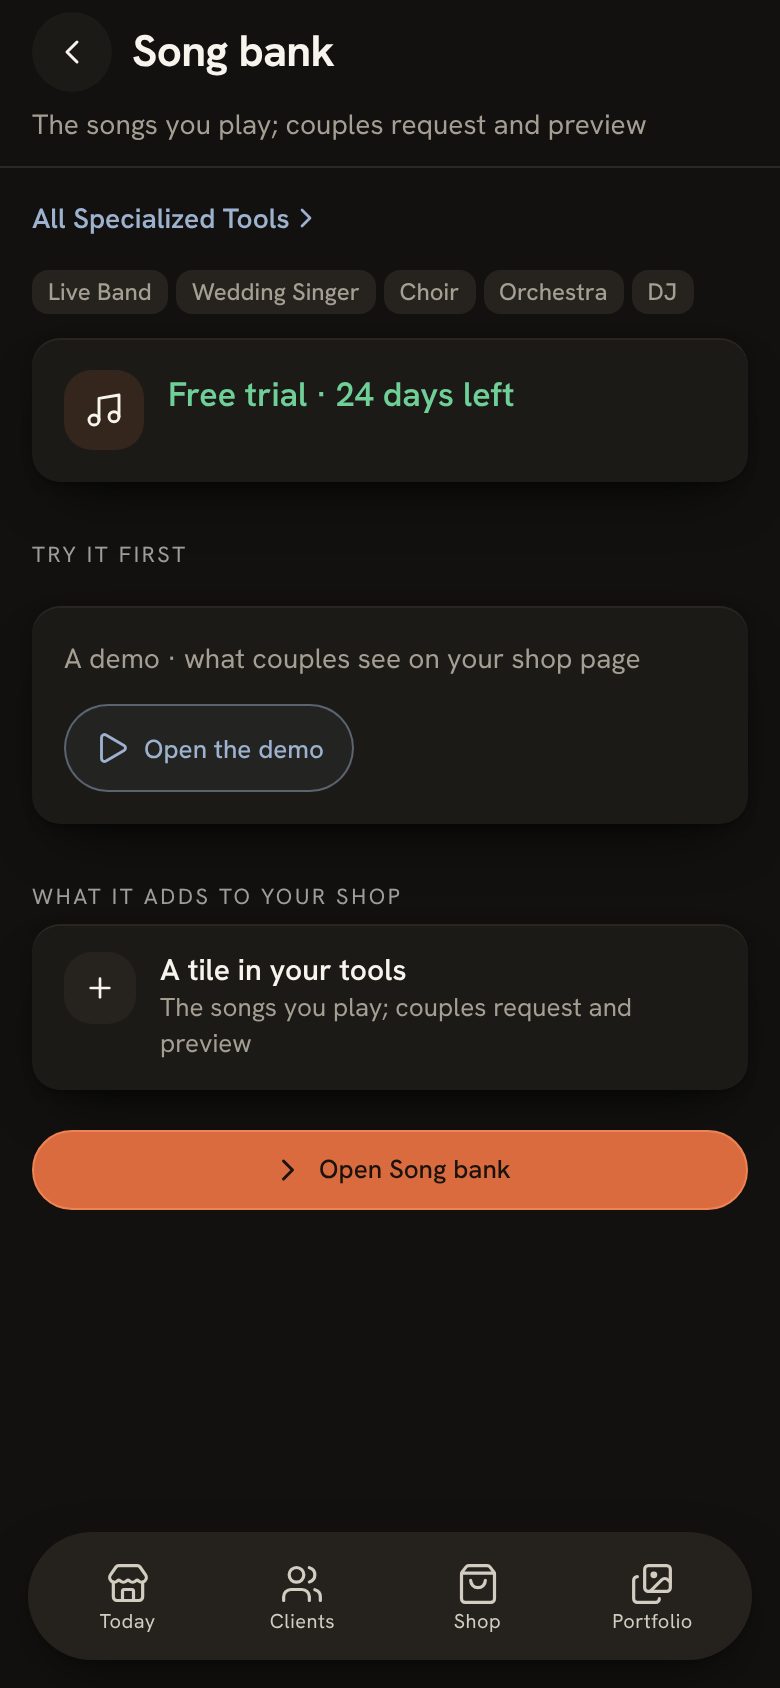 Song bank
The songs you play; couples request and preview
All Specialized Tools
Live Band Wedding Singer Choir Orchestra DJ
Free trial · 24 days left
TRY IT FIRST
A demo · what couples see on your shop page
Open the demo
WHAT IT ADDS TO YOUR SHOP
A tile in your tools
The songs you play; couples request and
preview
Open Song bank
Today Clients Shop Portfolio